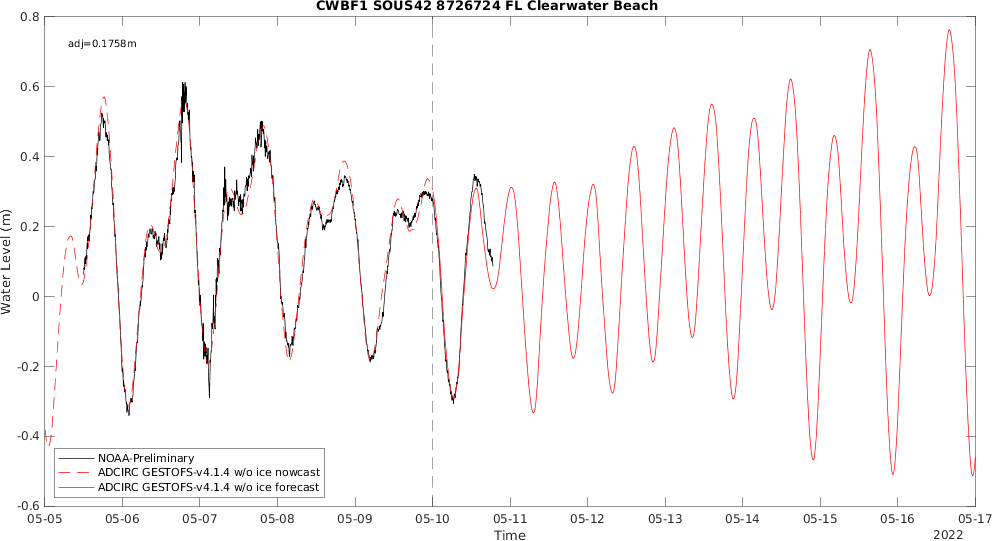 CWBF1 SOUS42 8726724 FL Clearwater Beach
adj=0.1758m
0.8
0.6
0.4
0.2
0
-0.2
-0.4
-0.6
Water Level (m)
NOAA-Preliminary
ADCIRC GESTOFS-v4.1.4 w/o ice nowcast
ADCIRC GESTOFS-v4.1.4 w/o ice forecast
05-05 05-06 05-07 05-08 05-09 05-10 05-11 05-12 05-13 05-14 05-15 05-16 05-17
Time
2022